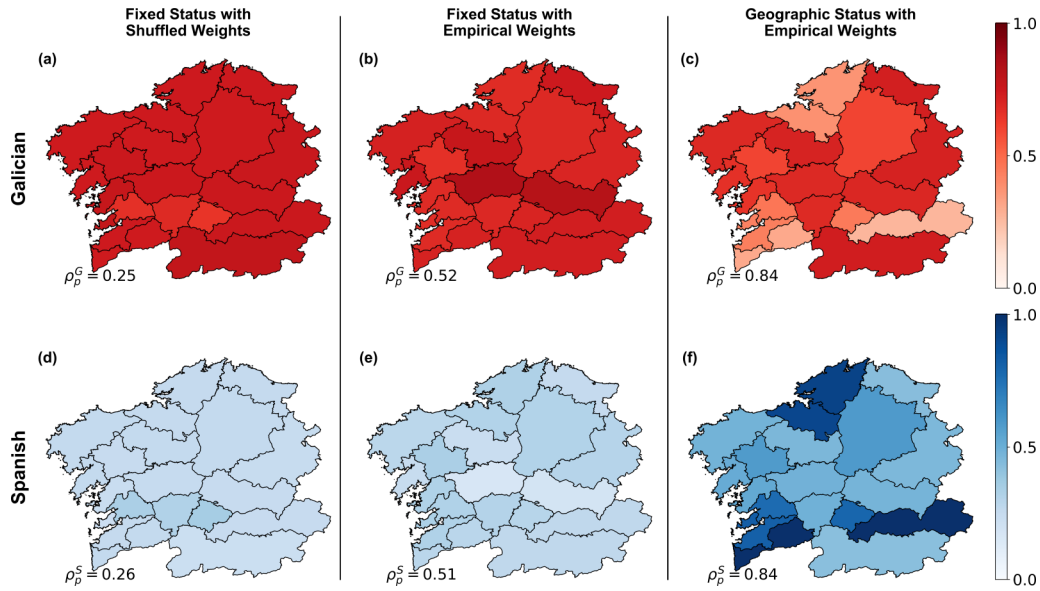 Fixed Status with
Shuffled Weights
Fixed Status with
Empirical Weights
Geographic Status with
Empirical Weights
Galician
(a)
(b)
(c)
1.0
0.5
0.0
ρ_p^G = 0.25
ρ_p^G = 0.52
ρ_p^G = 0.84
Spanish
(d)
(e)
(f)
1.0
0.5
0.0
ρ_p^S = 0.26
ρ_p^S = 0.51
ρ_p^S = 0.84